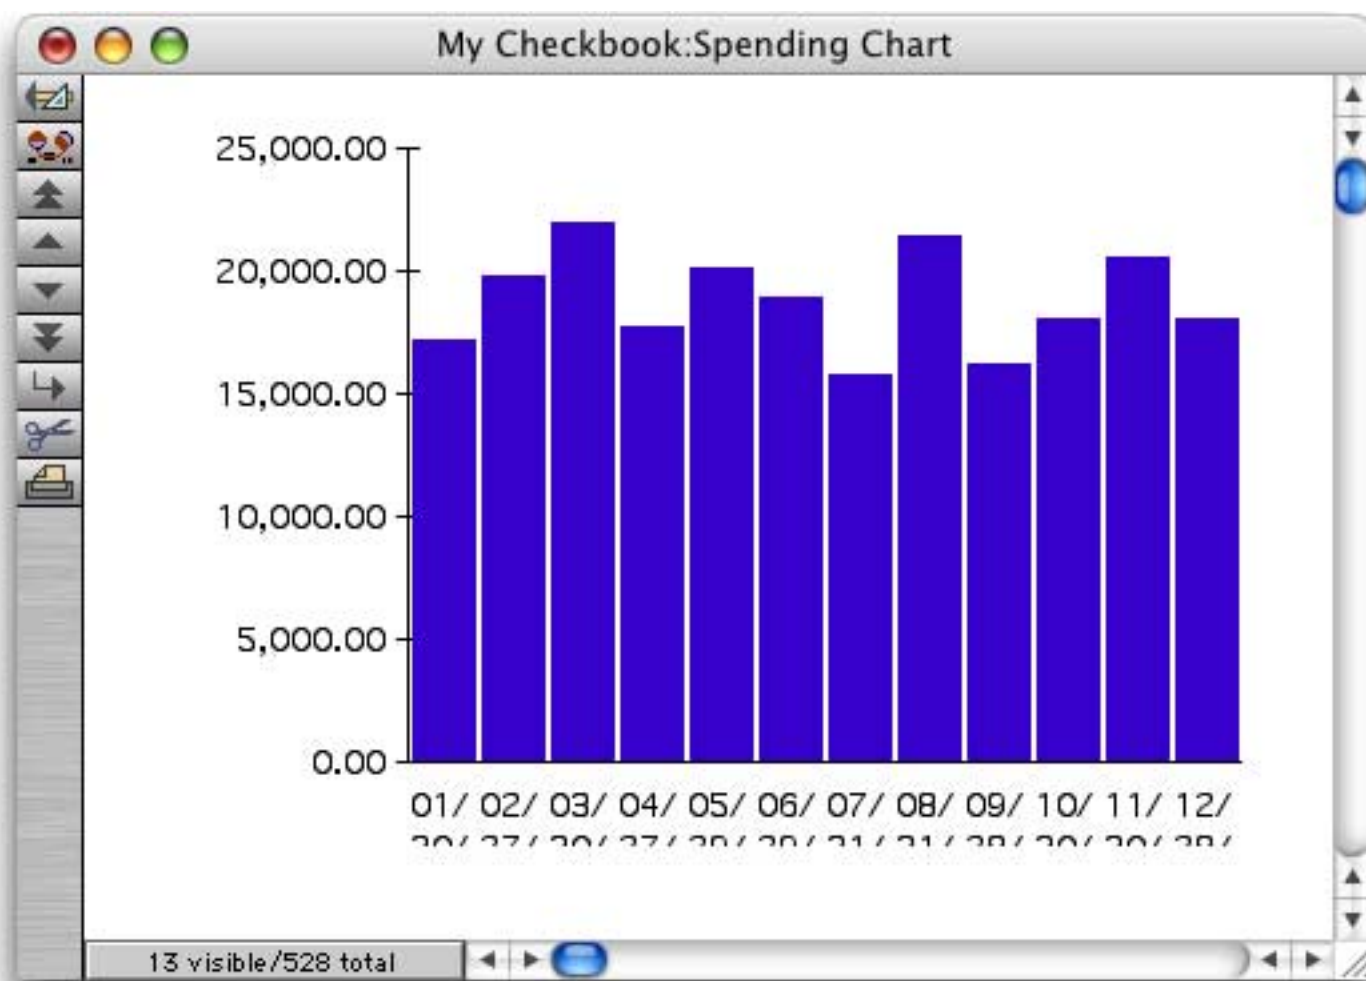 My Checkbook:Spending Chart
25,000.00
20,000.00
15,000.00
10,000.00
5,000.00
0.00
01/ 02/ 03/ 04/ 05/ 06/ 07/ 08/ 09/ 10/ 11/ 12/
13 visible/528 total